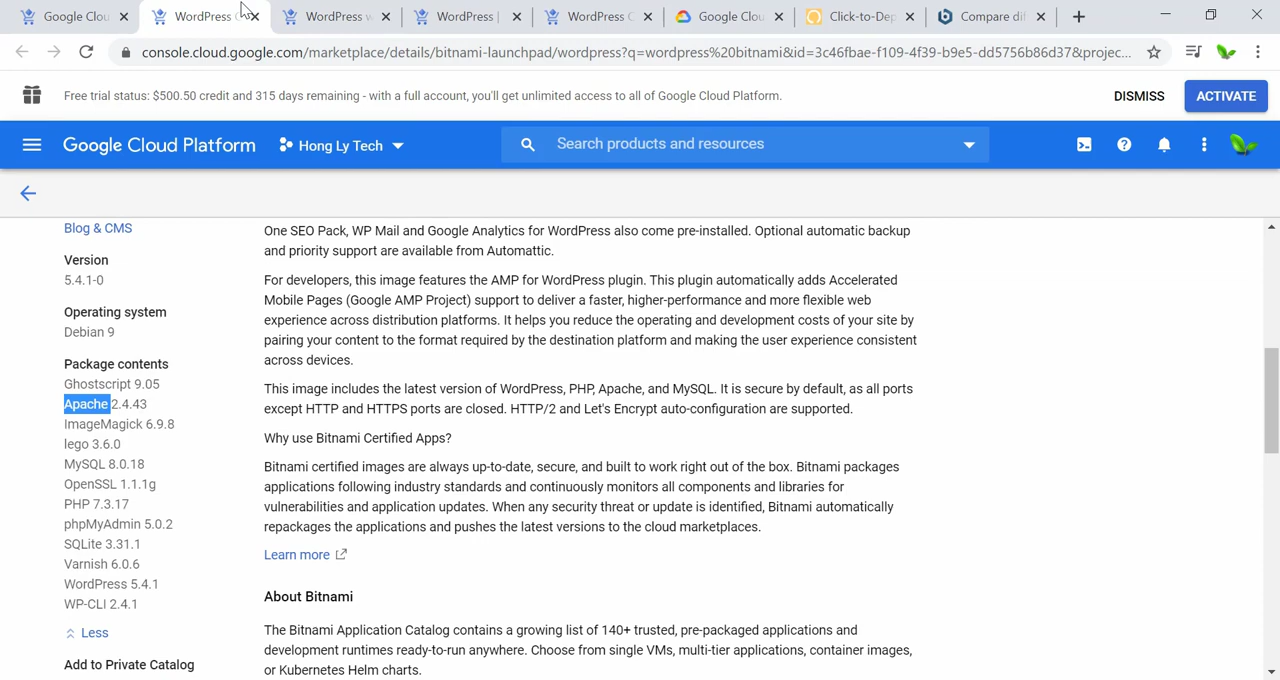 Google Clou
WordPress C
WordPress w
WordPress |
WordPress C
Google Clou
Click-to-Dep
Compare dif
console.cloud.google.com/marketplace/details/bitnami-launchpad/wordpress?q=wordpress%20bitnami&id=3c46fbae-f109-4f39-b9e5-dd5756b86d37&projec...
Free trial status: $500.50 credit and 315 days remaining - with a full account, you'll get unlimited access to all of Google Cloud Platform.
DISMISS
ACTIVATE
Google Cloud Platform
Hong Ly Tech
Search products and resources
Blog & CMS
Version
5.4.1-0
Operating system
Debian 9
Package contents
Ghostscript 9.05
Apache 2.4.43
ImageMagick 6.9.8
lego 3.6.0
MySQL 8.0.18
OpenSSL 1.1.1g
PHP 7.3.17
phpMyAdmin 5.0.2
SQLite 3.31.1
Varnish 6.0.6
WordPress 5.4.1
WP-CLI 2.4.1
Less
Add to Private Catalog
One SEO Pack, WP Mail and Google Analytics for WordPress also come pre-installed. Optional automatic backup
and priority support are available from Automattic.
For developers, this image features the AMP for WordPress plugin. This plugin automatically adds Accelerated
Mobile Pages (Google AMP Project) support to deliver a faster, higher-performance and more flexible web
experience across distribution platforms. It helps you reduce the operating and development costs of your site by
pairing your content to the format required by the destination platform and making the user experience consistent
across devices.
This image includes the latest version of WordPress, PHP, Apache, and MySQL. It is secure by default, as all ports
except HTTP and HTTPS ports are closed. HTTP/2 and Let's Encrypt auto-configuration are supported.
Why use Bitnami Certified Apps?
Bitnami certified images are always up-to-date, secure, and built to work right out of the box. Bitnami packages
applications following industry standards and continuously monitors all components and libraries for
vulnerabilities and application updates. When any security threat or update is identified, Bitnami automatically
repackages the applications and pushes the latest versions to the cloud marketplaces.
Learn more
About Bitnami
The Bitnami Application Catalog contains a growing list of 140+ trusted, pre-packaged applications and
development runtimes ready-to-run anywhere. Choose from single VMs, multi-tier applications, container images,
or Kubernetes Helm charts.